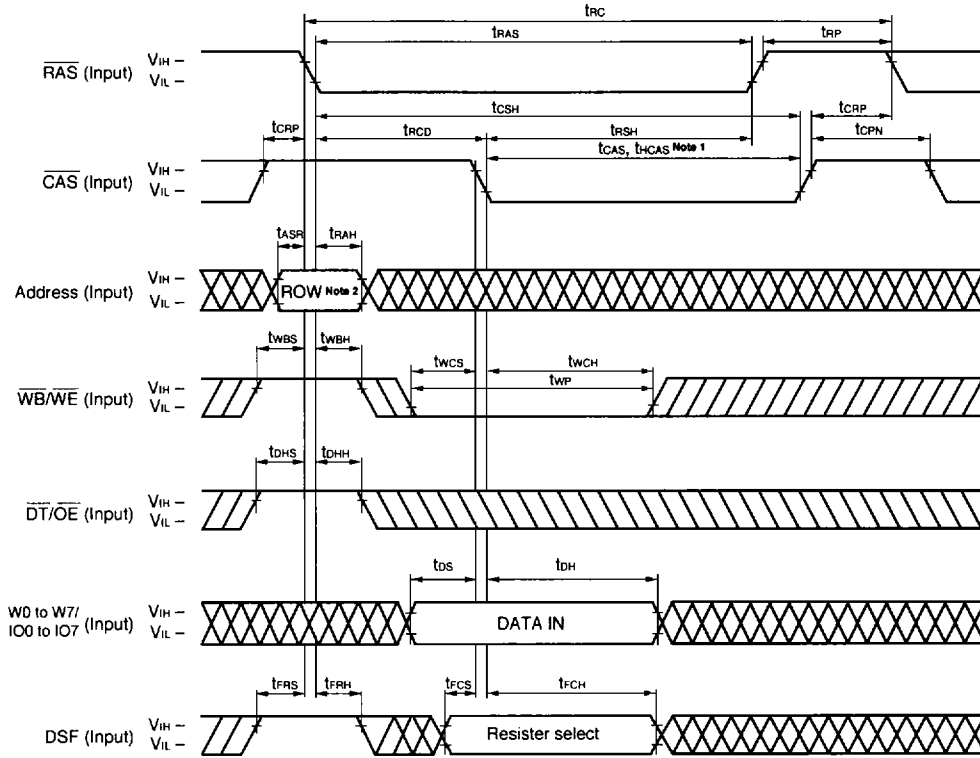 tRC
tRAS
tRP
RAS (Input)
VIH –
VIL –
tCSH
tCRP
tCRP
tRCD
tRSH
tCPN
tCAS, tHCAS Note 1
CAS (Input)
VIH –
VIL –
tASR
tRAH
Address (Input)
VIH –
VIL –
ROW Note 2
tWBS
tWBH
tWCS
tWCH
tWP
WB/WE (Input)
VIH –
VIL –
tDHS
tDHH
DT/OE (Input)
VIH –
VIL –
tDS
tDH
W0 to W7/
IO0 to IO7 (Input)
VIH –
VIL –
DATA IN
tFRS
tFRH
tFCS
tFCH
DSF (Input)
VIH –
VIL –
Resister select